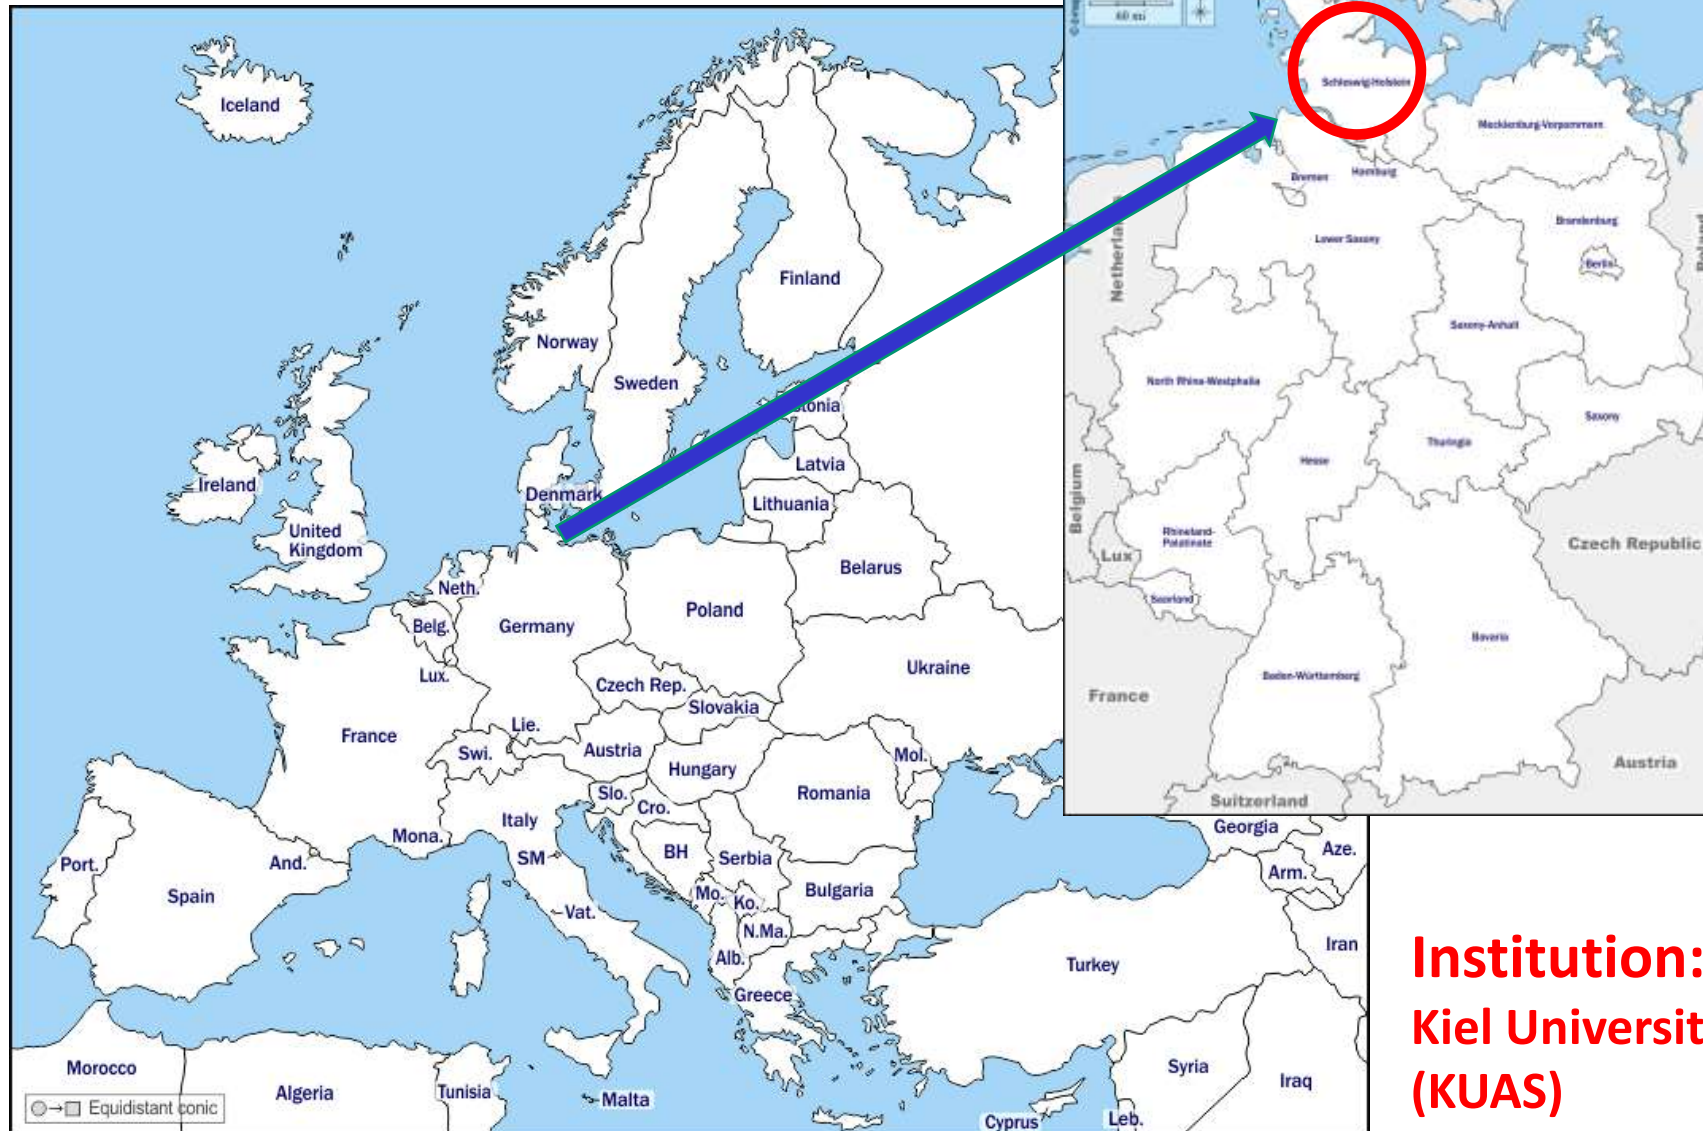 Iceland
Finland
Norway
Sweden
Estonia
Latvia
Denmark
Lithuania
Ireland
United
Kingdom
Belarus
Neth.
Poland
Belg.
Germany
Ukraine
Lux.
Czech Rep.
Slovakia
Lie.
France
Swi.
Austria
Mol.
Hungary
Slo.
Romania
Cro.
Italy
Mona.
Georgia
Port.
And.
SM
BH
Serbia
Aze.
Arm.
Spain
Mo.
Ko.
Bulgaria
Vat.
N.Ma.
Alb.
Iran
Turkey
Greece
Morocco
Algeria
Tunisia
Malta
Syria
Iraq
Cyprus
Leb.
Equidistant conic
60 mi
Schleswig-Holstein
Mecklenburg-Vorpommern
Bremen
Hamburg
Brandenburg
Lower Saxony
Berlin
Netherlands
Poland
Saxony-Anhalt
North Rhine-Westphalia
Saxony
Thuringia
Hesse
Belgium
Rhineland-
Palatinate
Lux
Czech Republic
Saarland
Bavaria
Baden-Württemberg
France
Austria
Suitzerland
Institution:
Kiel Universit
(KUAS)